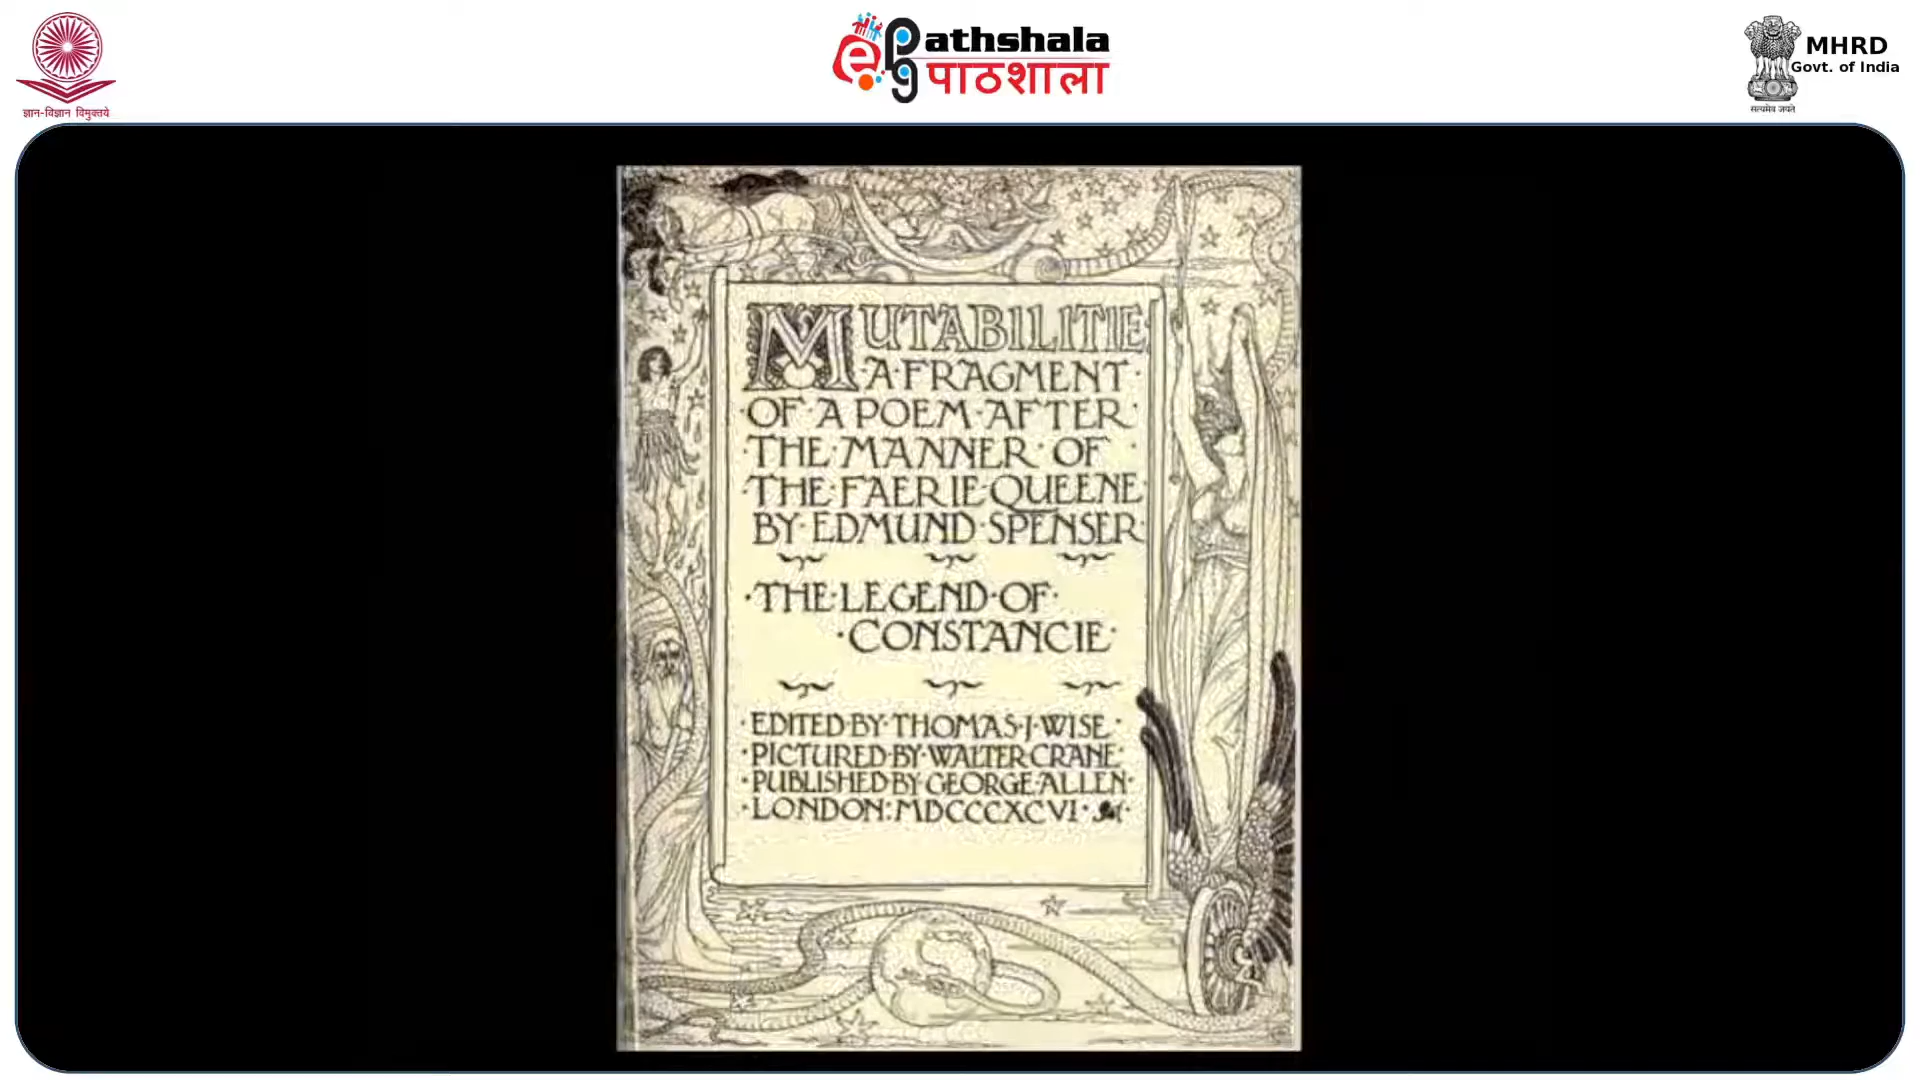 ज्ञान-विज्ञान विमुक्तये
ePG Pathshala
पाठशाला
MHRD
Govt. of India
सत्यमेव जयते
MUTABILITIE
·A·FRAGMENT·
·OF·A POEM·AFTER·
·THE·MANNER·OF·
·THE·FAERIE·QUEENE·
BY·EDMUND·SPENSER·
·THE·LEGEND·OF·
·CONSTANCIE·
·EDITED·BY·THOMAS·J·WISE·
·PICTURED·BY·WALTER CRANE·
·PUBLISHED·BY·GEORGE·ALLEN·
·LONDON:MDCCCXCVI·